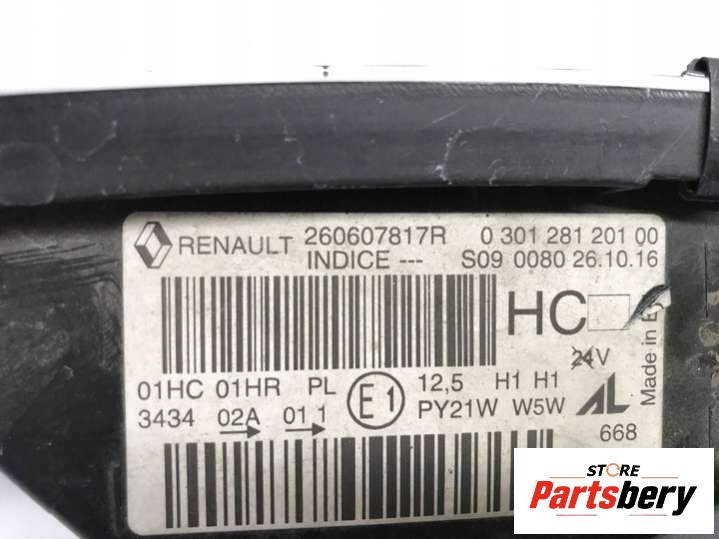 RENAULT 260607817R 0 301 281 201 00
INDICE --- S09 0080 26.10.16
HC
24V
01HC 01HR PL E1 12,5 H1 H1
3434 02A 01 1 PY21W W5W AL
668
Made in
STORE
Partsbery